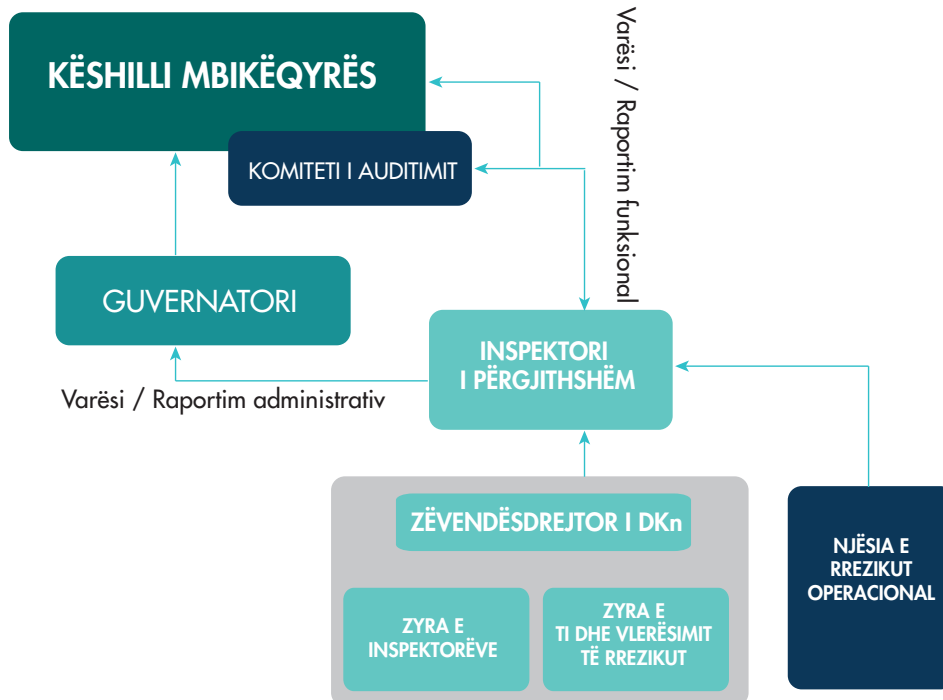 KËSHILLI MBIKËQYRËS
KOMITETI I AUDITIMIT
Varësi / Raportim funksional
GUVERNATORI
INSPEKTORI
I PËRGJITHSHËM
Varësi / Raportim administrativ
ZËVENDËSDREJTOR I DKn
ZYRA E
INSPEKTORËVE
ZYRA E
TI DHE VLERËSIMIT
TË RREZIKUT
NJËSIA E
RREZIKUT
OPERACIONAL